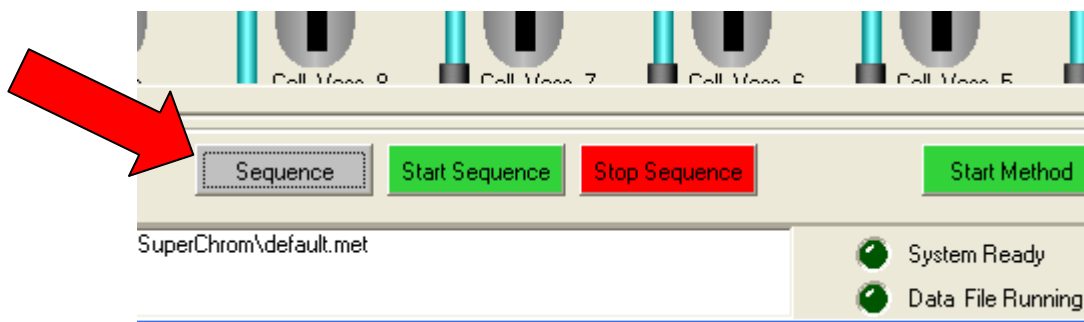 Sequence
Start Sequence
Stop Sequence
Start Method
SuperChrom\default.met
System Ready
Data File Running